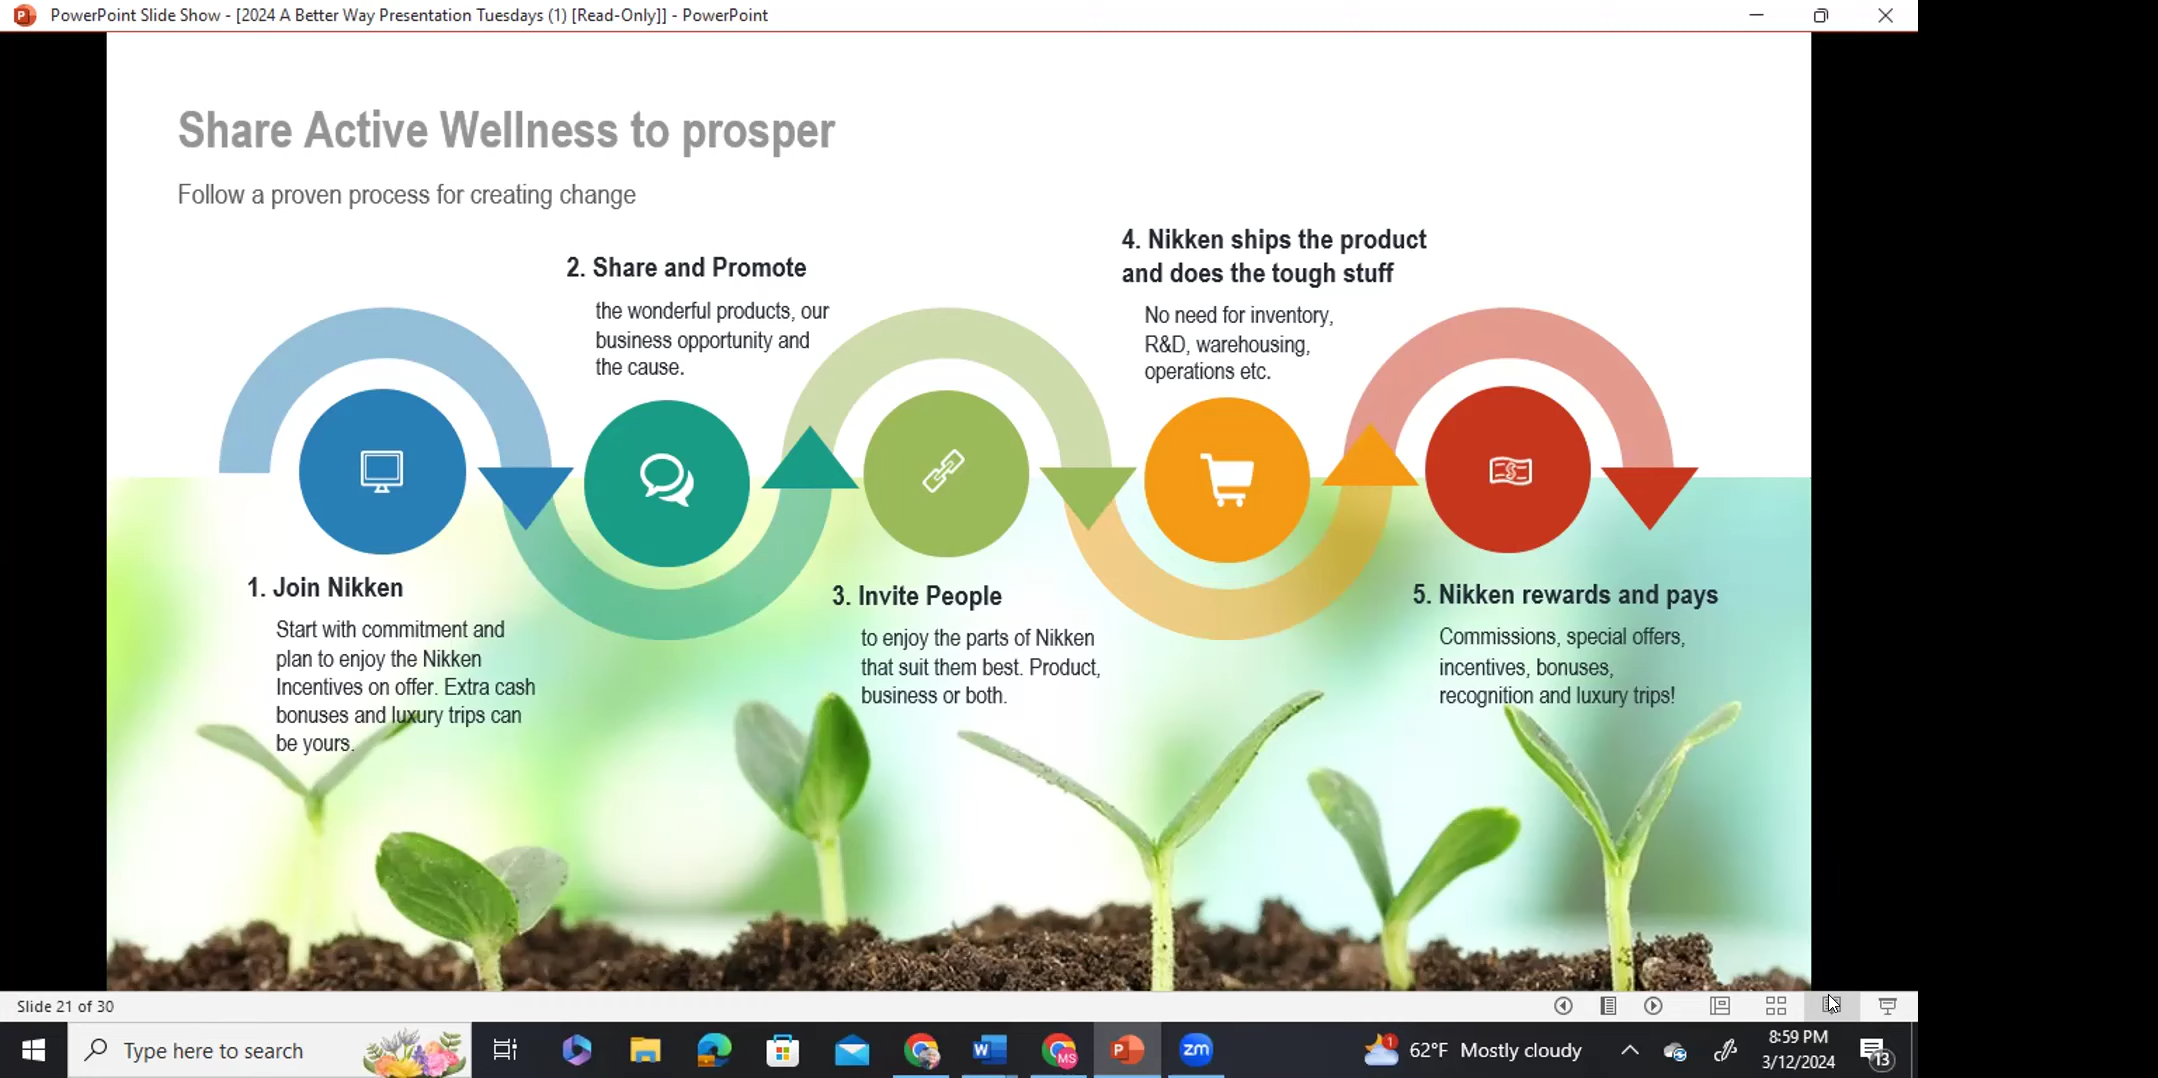 PowerPoint Slide Show - [2024 A Better Way Presentation Tuesdays (1) [Read-Only]] - PowerPoint
Share Active Wellness to prosper
Follow a proven process for creating change
1. Join Nikken
Start with commitment and
plan to enjoy the Nikken
Incentives on offer. Extra cash
bonuses and luxury trips can
be yours.
2. Share and Promote
the wonderful products, our
business opportunity and
the cause.
3. Invite People
to enjoy the parts of Nikken
that suit them best. Product,
business or both.
4. Nikken ships the product
and does the tough stuff
No need for inventory,
R&D, warehousing,
operations etc.
5. Nikken rewards and pays
Commissions, special offers,
incentives, bonuses,
recognition and luxury trips!
Slide 21 of 30
Type here to search
W
MS
P
zm
1
62°F Mostly cloudy
8:59 PM
3/12/2024
13